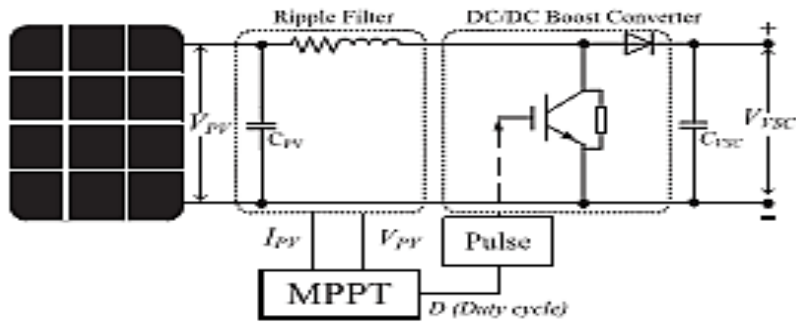 Ripple Filter
DC/DC Boost Converter
+
V_PV
C_PV
C_VSC
V_VSC
-
I_PV
V_PV
Pulse
MPPT
D (Duty cycle)